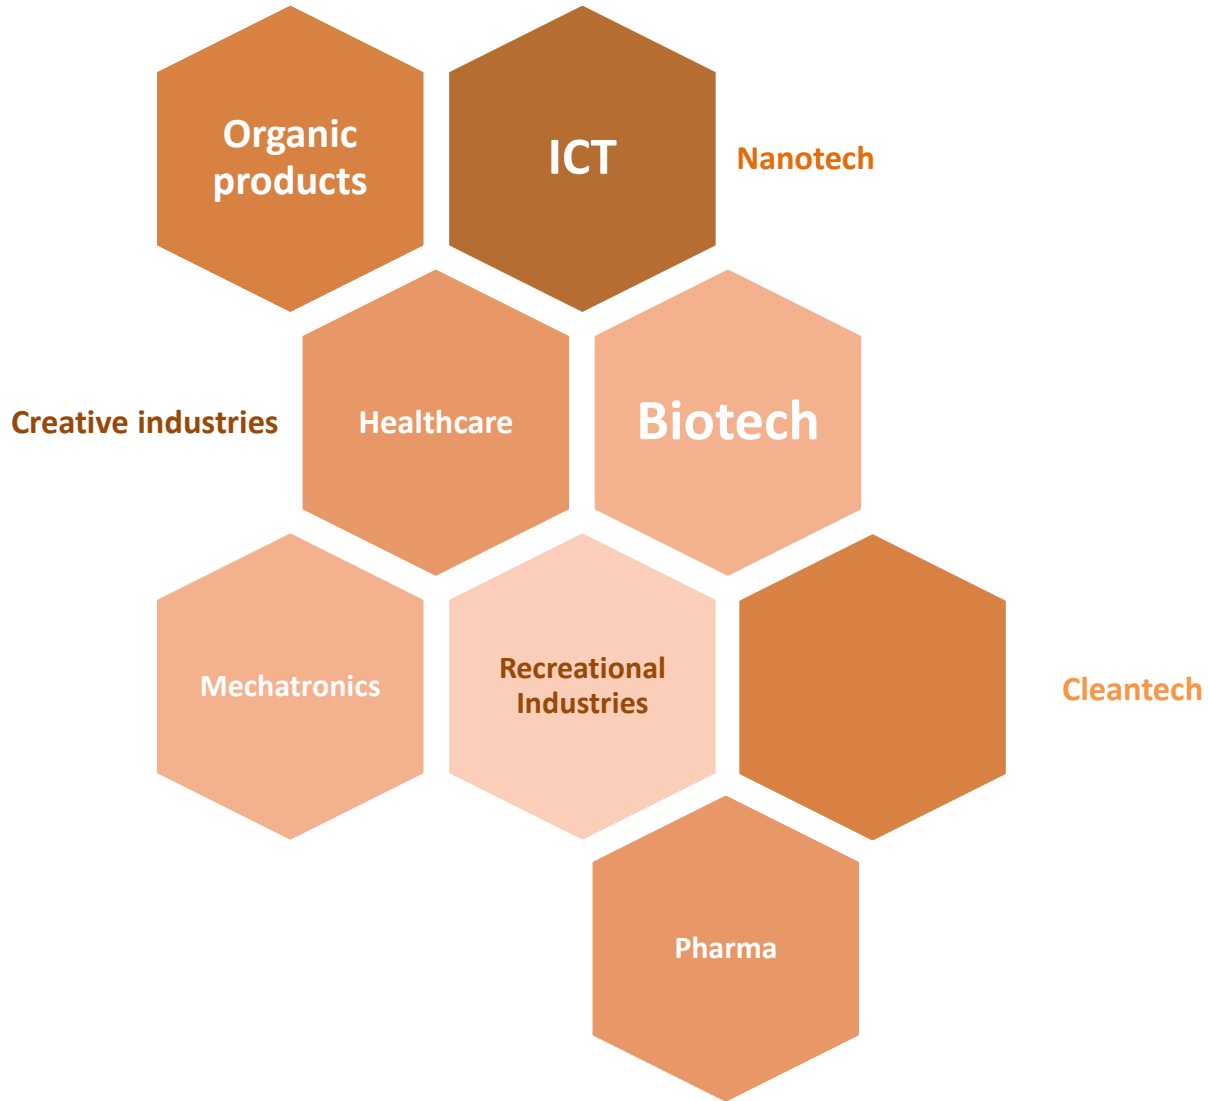 Organic
products
ICT
Nanotech
Creative industries
Healthcare
Biotech
Mechatronics
Recreational
Industries
Cleantech
Pharma